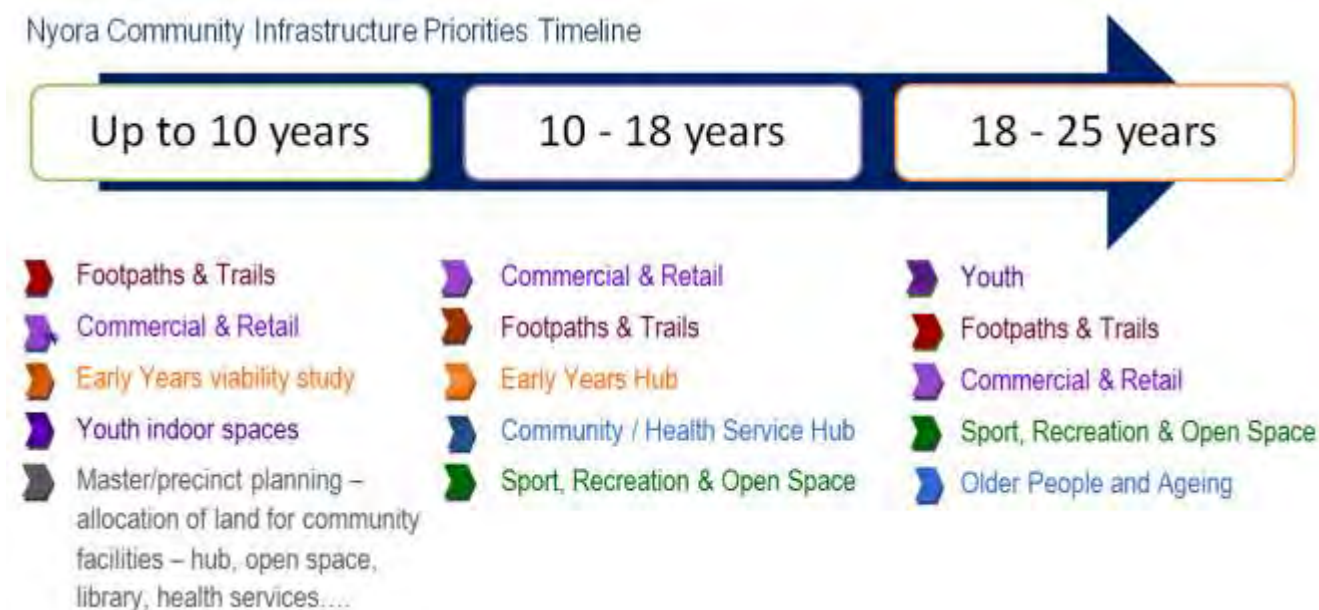 Nyora Community Infrastructure Priorities Timeline
Up to 10 years
10 - 18 years
18 - 25 years
Footpaths & Trails
Commercial & Retail
Early Years viability study
Youth indoor spaces
Master/precinct planning –
allocation of land for community
facilities – hub, open space,
library, health services....
Commercial & Retail
Footpaths & Trails
Early Years Hub
Community / Health Service Hub
Sport, Recreation & Open Space
Youth
Footpaths & Trails
Commercial & Retail
Sport, Recreation & Open Space
Older People and Ageing